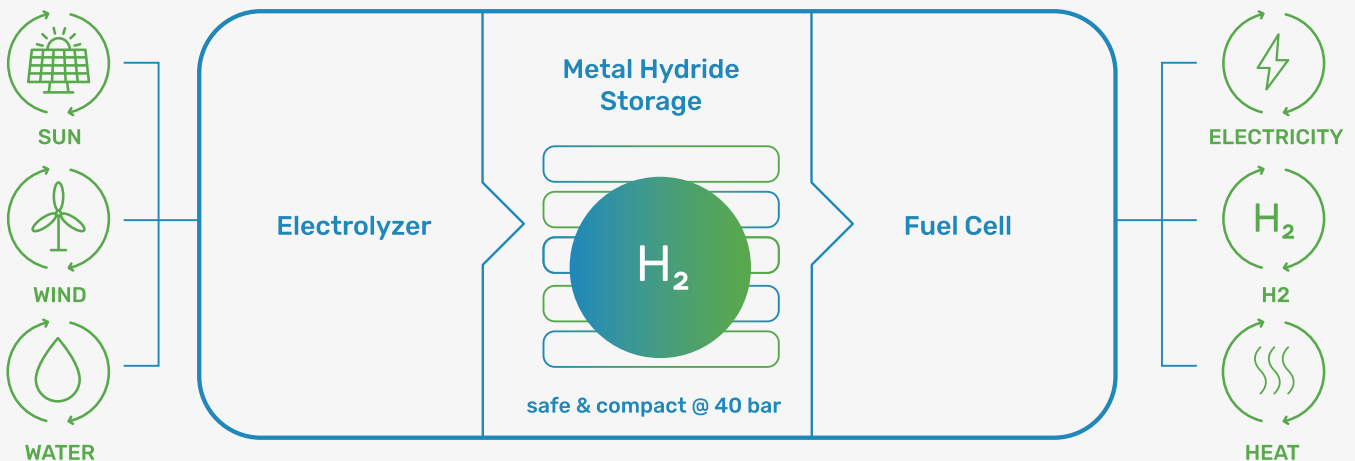 SUN
WIND
WATER
Electrolyzer
Metal Hydride
Storage
H₂
safe & compact @ 40 bar
Fuel Cell
ELECTRICITY
H₂
H2
HEAT